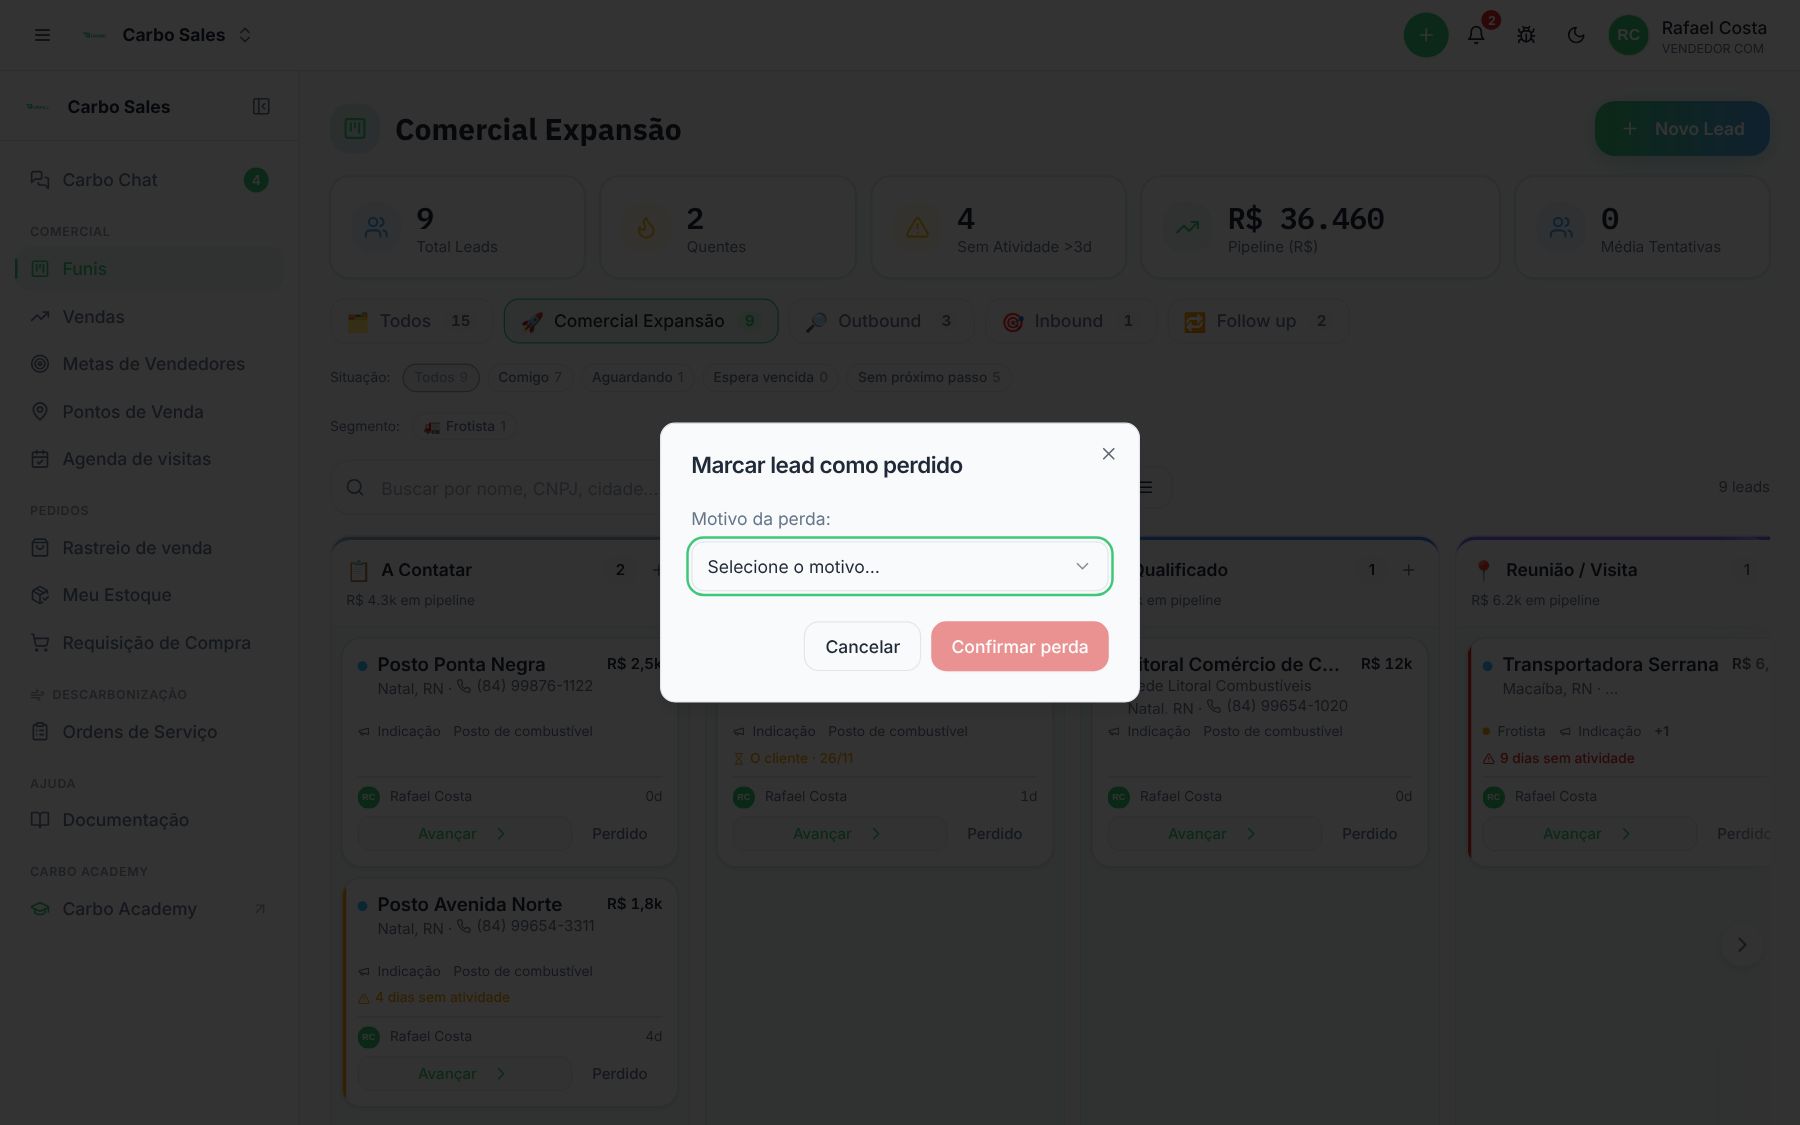 Carbo Sales
2
RC
Rafael Costa
VENDEDOR COM
Carbo Sales
Carbo Chat 4
COMERCIAL
Funis
Vendas
Metas de Vendedores
Pontos de Venda
Agenda de visitas
PEDIDOS
Rastreio de venda
Meu Estoque
Requisição de Compra
DESCARBONIZAÇÃO
Ordens de Serviço
AJUDA
Documentação
CARBO ACADEMY
Carbo Academy
Comercial Expansão
+ Novo Lead
9
Total Leads
2
Quentes
4
Sem Atividade >3d
R$ 36.460
Pipeline (R$)
0
Média Tentativas
Todos 15
Comercial Expansão 9
Outbound 3
Inbound 1
Follow up 2
Situação: Todos 9 Comigo 7 Aguardando 1 Espera vencida 0 Sem próximo passo 5
Segmento: Frotista 1
Buscar por nome, CNPJ, cidade...
9 leads
Marcar lead como perdido
Motivo da perda:
Selecione o motivo...
Cancelar
Confirmar perda
A Contatar 2 +
R$ 4.3k em pipeline
Posto Ponta Negra R$ 2,5k
Natal, RN · (84) 99876-1122
Indicação Posto de combustível
RC Rafael Costa 0d
Avançar Perdido
Posto Avenida Norte R$ 1,8k
Natal, RN · (84) 99654-3311
Indicação Posto de combustível
4 dias sem atividade
RC Rafael Costa 4d
Avançar Perdido
Indicação Posto de combustível
O cliente · 26/11
RC Rafael Costa 1d
Avançar Perdido
Qualificado 1 +
em pipeline
itoral Comércio de C... R$ 12k
ede Litoral Combustíveis
Natal, RN · (84) 99654-1020
Indicação Posto de combustível
RC Rafael Costa 0d
Avançar Perdido
Reunião / Visita 1
R$ 6.2k em pipeline
Transportadora Serrana R$ 6,
Macaíba, RN · ...
Frotista Indicação +1
9 dias sem atividade
RC Rafael Costa
Avançar Perdido